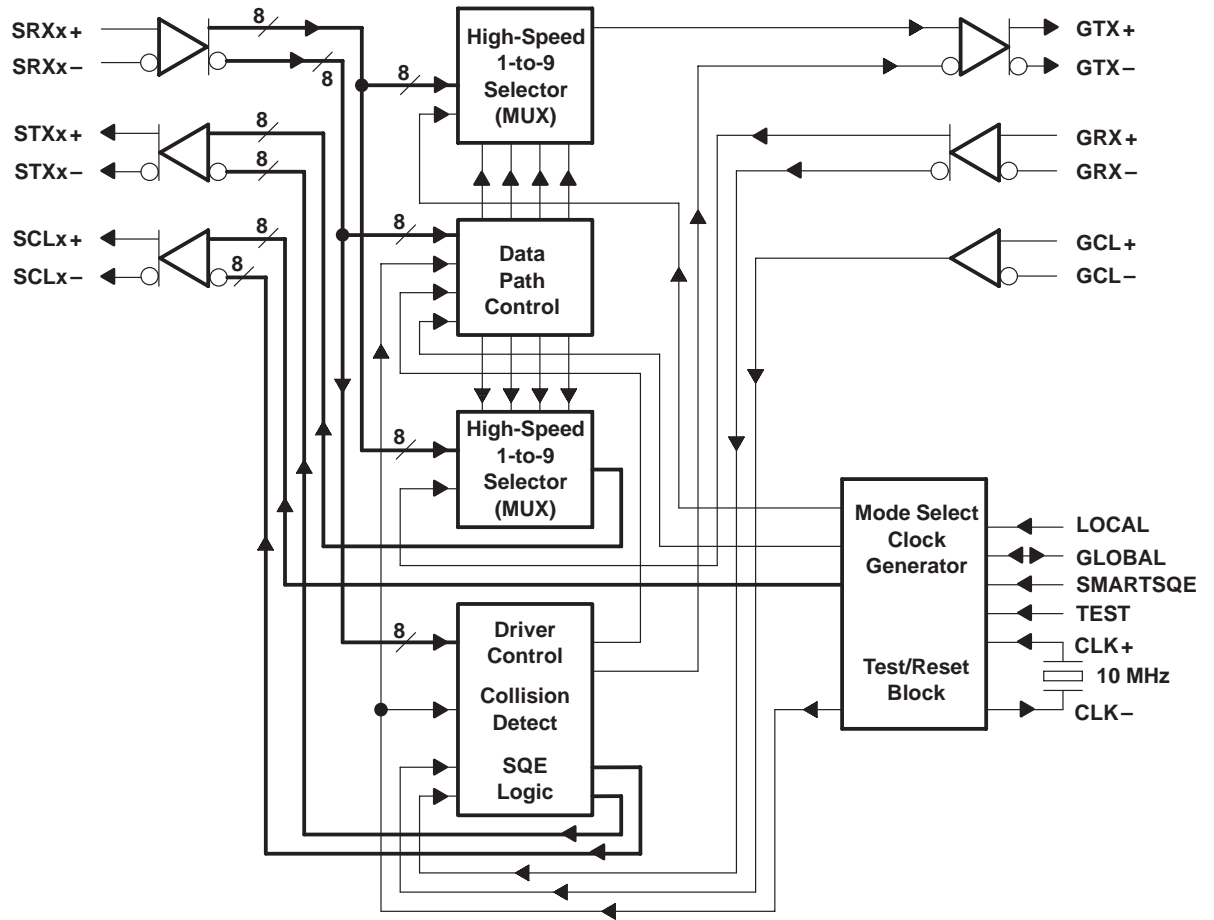 SRXx+
SRXx–
STXx+
STXx–
SCLx+
SCLx–
8
8
8
8
8
8
8
8
8
8
High-Speed
1-to-9
Selector
(MUX)
Data
Path
Control
High-Speed
1-to-9
Selector
(MUX)
Driver
Control
Collision
Detect
SQE
Logic
GTX+
GTX–
GRX+
GRX–
GCL+
GCL–
Mode Select
Clock
Generator
Test/Reset
Block
LOCAL
GLOBAL
SMARTSQE
TEST
CLK+
10 MHz
CLK–